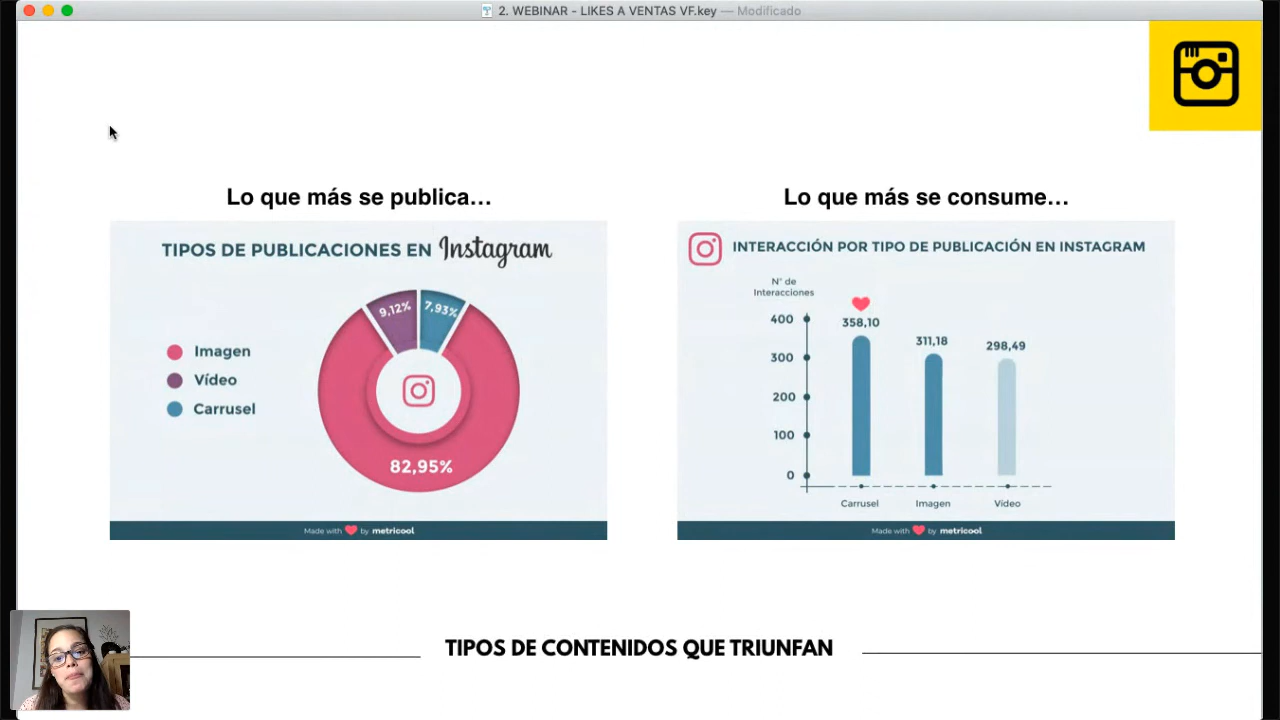 2. WEBINAR - LIKES A VENTAS VF.key — Modificado
Lo que más se publica…
TIPOS DE PUBLICACIONES EN Instagram
9,12%
7,93%
Imagen
Vídeo
Carrusel
82,95%
Made with by metricool
Lo que más se consume…
INTERACCIÓN POR TIPO DE PUBLICACIÓN EN INSTAGRAM
N° de
Interacciones
400
358,10
311,18
298,49
300
200
100
0
Carrusel
Imagen
Vídeo
Made with by metricool
TIPOS DE CONTENIDOS QUE TRIUNFAN